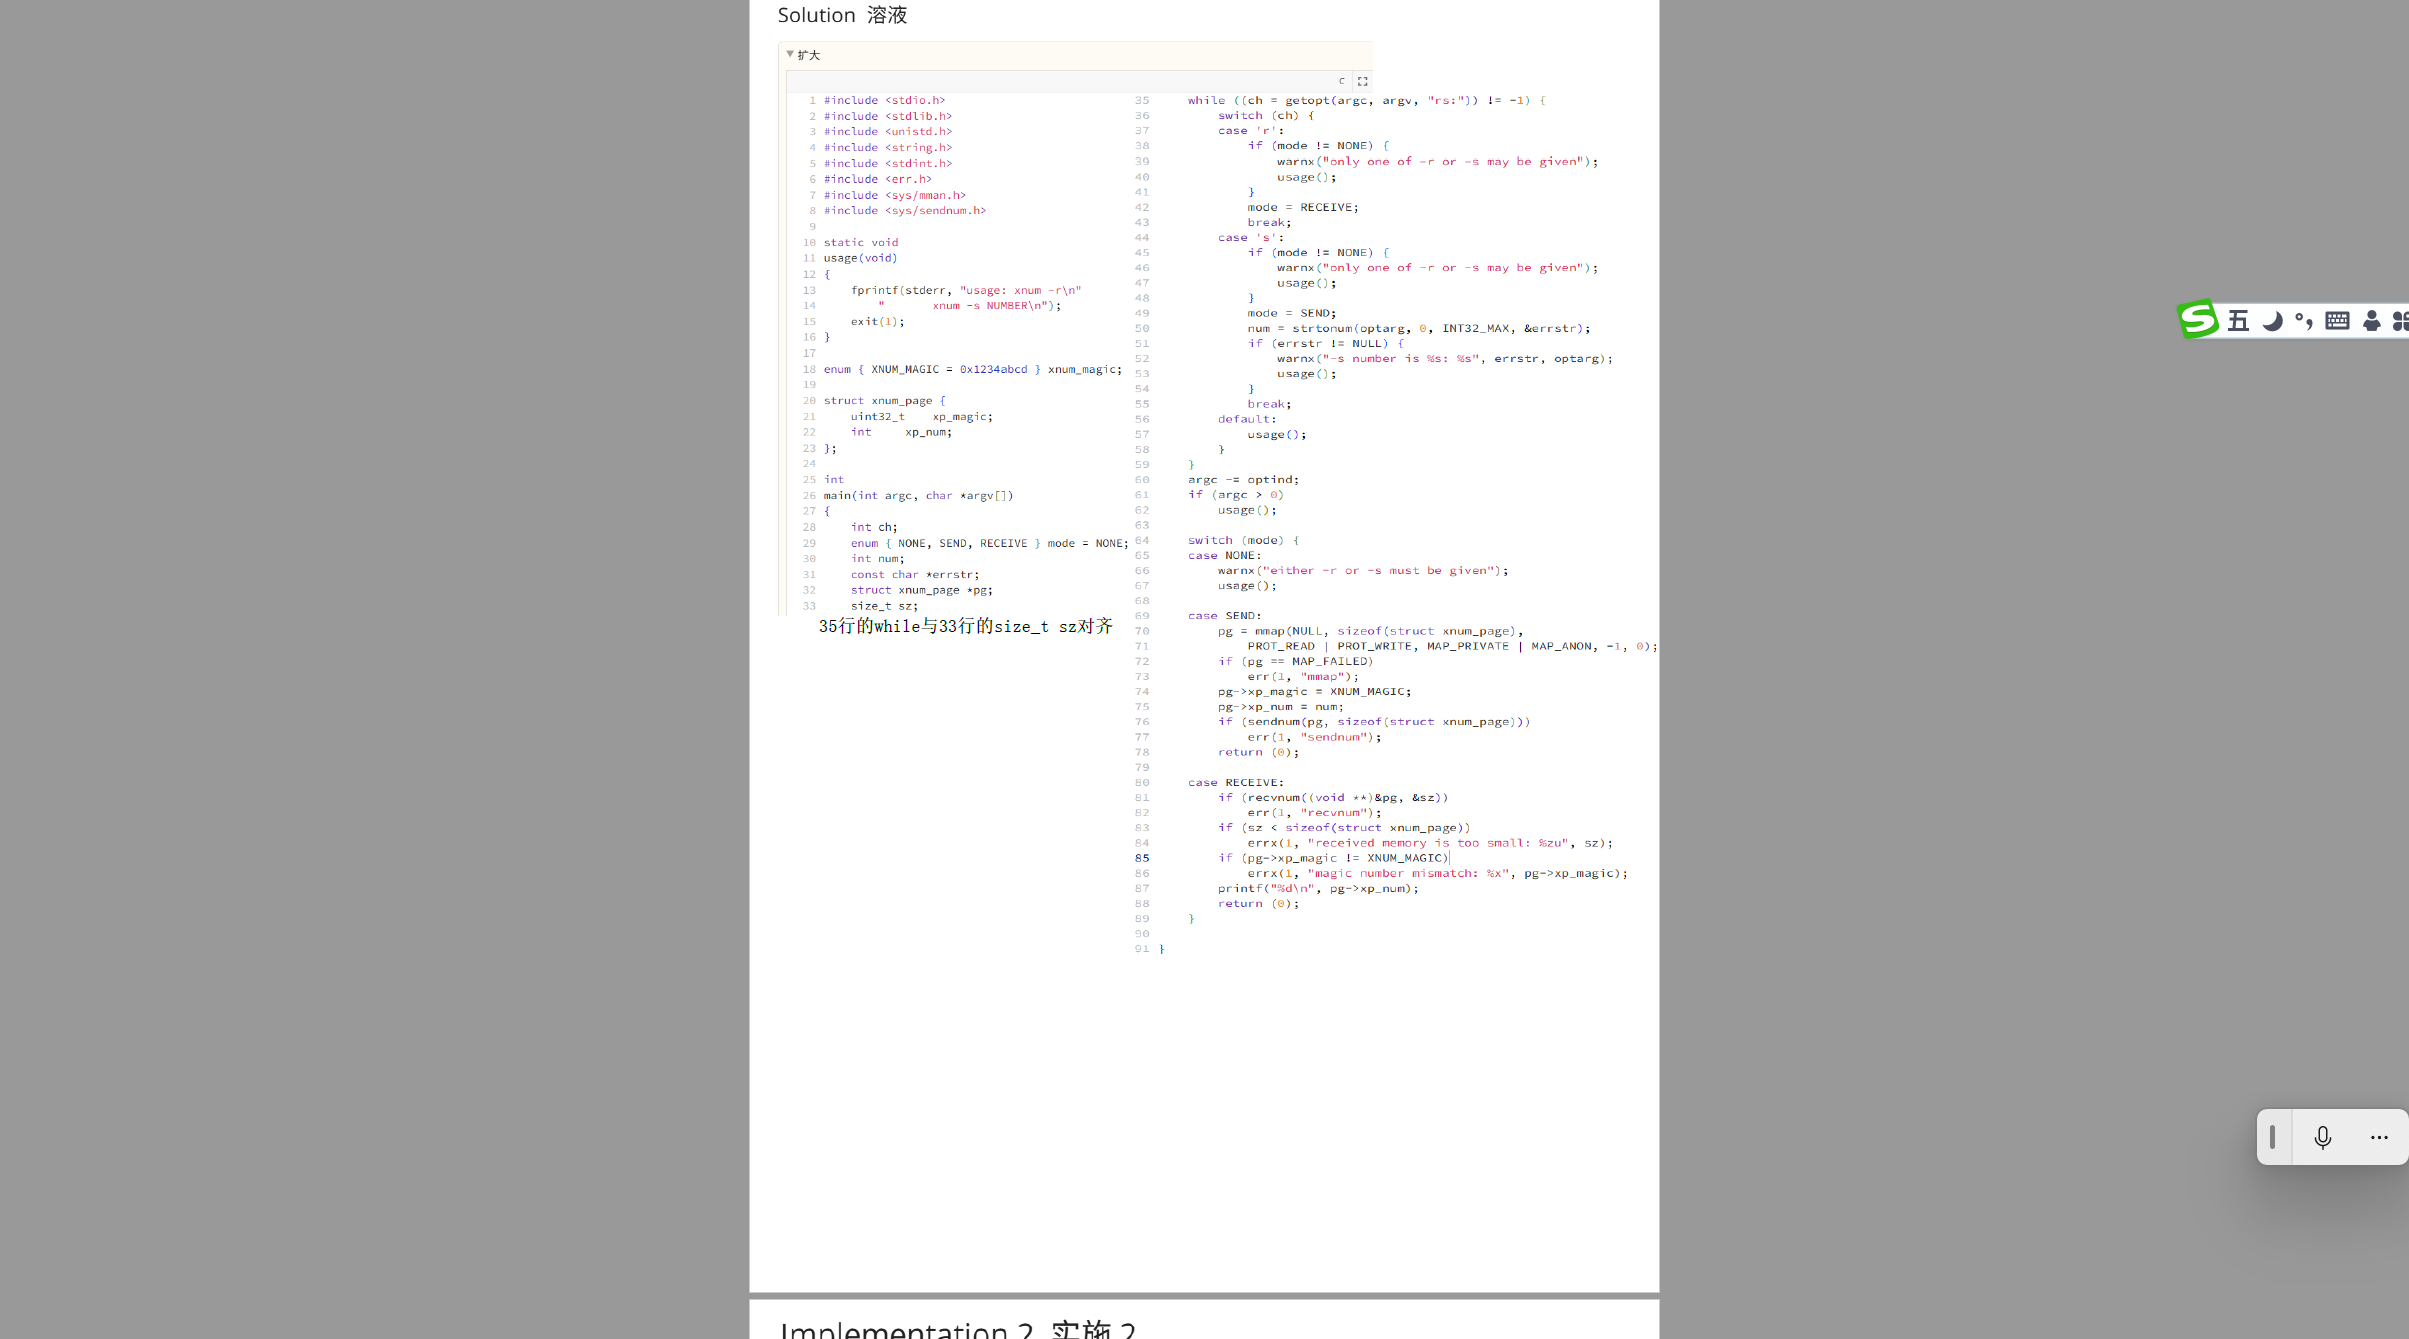 Solution 溶液
扩大
C
1 #include <stdio.h>
2 #include <stdlib.h>
3 #include <unistd.h>
4 #include <string.h>
5 #include <stdint.h>
6 #include <err.h>
7 #include <sys/mman.h>
8 #include <sys/sendnum.h>
9
10 static void
11 usage(void)
12 {
13     fprintf(stderr, "usage: xnum -r\n"
14         "       xnum -s NUMBER\n");
15     exit(1);
16 }
17
18 enum { XNUM_MAGIC = 0x1234abcd } xnum_magic;
19
20 struct xnum_page {
21     uint32_t    xp_magic;
22     int     xp_num;
23 };
24
25 int
26 main(int argc, char *argv[])
27 {
28     int ch;
29     enum { NONE, SEND, RECEIVE } mode = NONE;
30     int num;
31     const char *errstr;
32     struct xnum_page *pg;
33     size_t sz;
35行的while与33行的size_t sz对齐
35     while ((ch = getopt(argc, argv, "rs:")) != -1) {
36         switch (ch) {
37         case 'r':
38             if (mode != NONE) {
39                 warnx("only one of -r or -s may be given");
40                 usage();
41             }
42             mode = RECEIVE;
43             break;
44         case 's':
45             if (mode != NONE) {
46                 warnx("only one of -r or -s may be given");
47                 usage();
48             }
49             mode = SEND;
50             num = strtonum(optarg, 0, INT32_MAX, &errstr);
51             if (errstr != NULL) {
52                 warnx("-s number is %s: %s", errstr, optarg);
53                 usage();
54             }
55             break;
56         default:
57             usage();
58         }
59     }
60     argc -= optind;
61     if (argc > 0)
62         usage();
63
64     switch (mode) {
65     case NONE:
66         warnx("either -r or -s must be given");
67         usage();
68
69     case SEND:
70         pg = mmap(NULL, sizeof(struct xnum_page),
71             PROT_READ | PROT_WRITE, MAP_PRIVATE | MAP_ANON, -1, 0);
72         if (pg == MAP_FAILED)
73             err(1, "mmap");
74         pg->xp_magic = XNUM_MAGIC;
75         pg->xp_num = num;
76         if (sendnum(pg, sizeof(struct xnum_page)))
77             err(1, "sendnum");
78         return (0);
79
80     case RECEIVE:
81         if (recvnum((void **)&pg, &sz))
82             err(1, "recvnum");
83         if (sz < sizeof(struct xnum_page))
84             errx(1, "received memory is too small: %zu", sz);
85         if (pg->xp_magic != XNUM_MAGIC)
86             errx(1, "magic number mismatch: %x", pg->xp_magic);
87         printf("%d\n", pg->xp_num);
88         return (0);
89     }
90
91 }
五
Implementation 2 实施 2